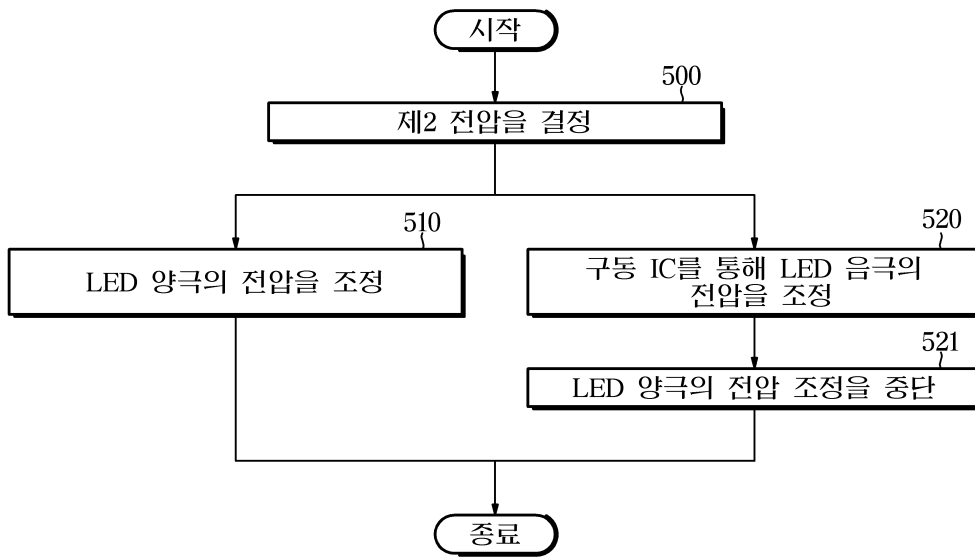 시작
500
제2 전압을 결정
510
LED 양극의 전압을 조정
520
구동 IC를 통해 LED 음극의
전압을 조정
521
LED 양극의 전압 조정을 중단
종료